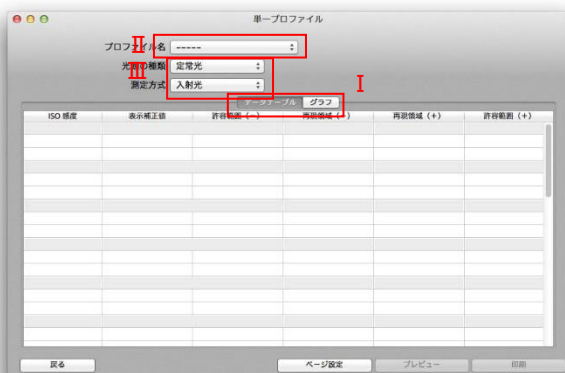 単一プロファイル
プロファイル名 -----
II
光源の種類 定常光
III
測定方式 入射光
I
データテーブル グラフ
ISO 感度 表示補正値 許容範囲（−） 再現領域（−） 再現領域（+） 許容範囲（+）
戻る ページ設定 プレビュー 印刷